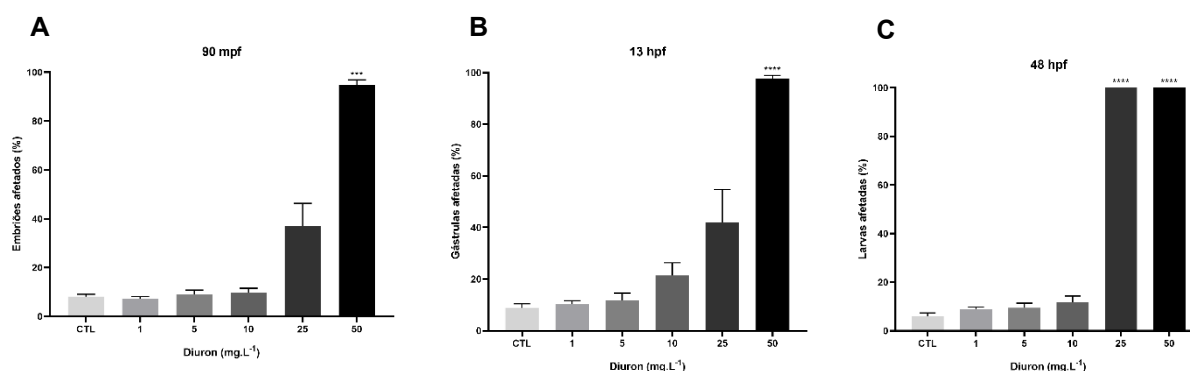 A
90 mpf
Embriões afetados (%)
100
80
60
40
20
0
***
CTL 1 5 10 25 50
Diuron (mg.L⁻¹)
B
13 hpf
Gástrulas afetadas (%)
100
80
60
40
20
0
****
CTL 1 5 10 25 50
Diuron (mg.L⁻¹)
C
48 hpf
Larvas afetadas (%)
100
80
60
40
20
0
**** ****
CTL 1 5 10 25 50
Diuron (mg.L⁻¹)